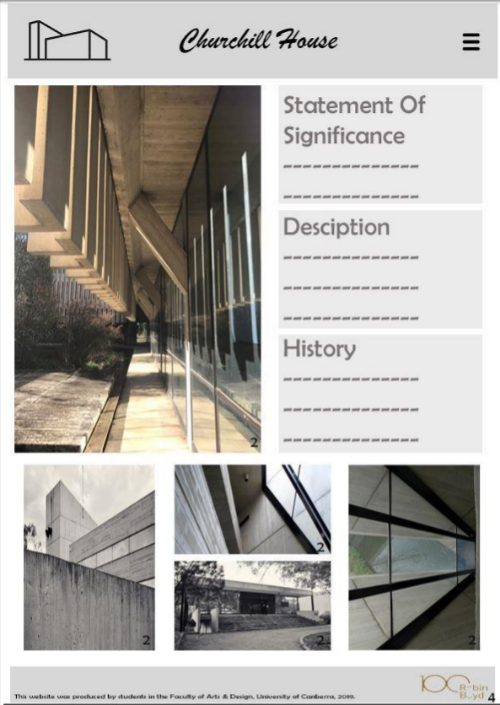 Churchill House
Statement Of
Significance
Desciption
History
2
2
2
2
2
This website was produced by students in the Faculty of Arts & Design, University of Canberra, 2019.
100 Robin
Boyd
4